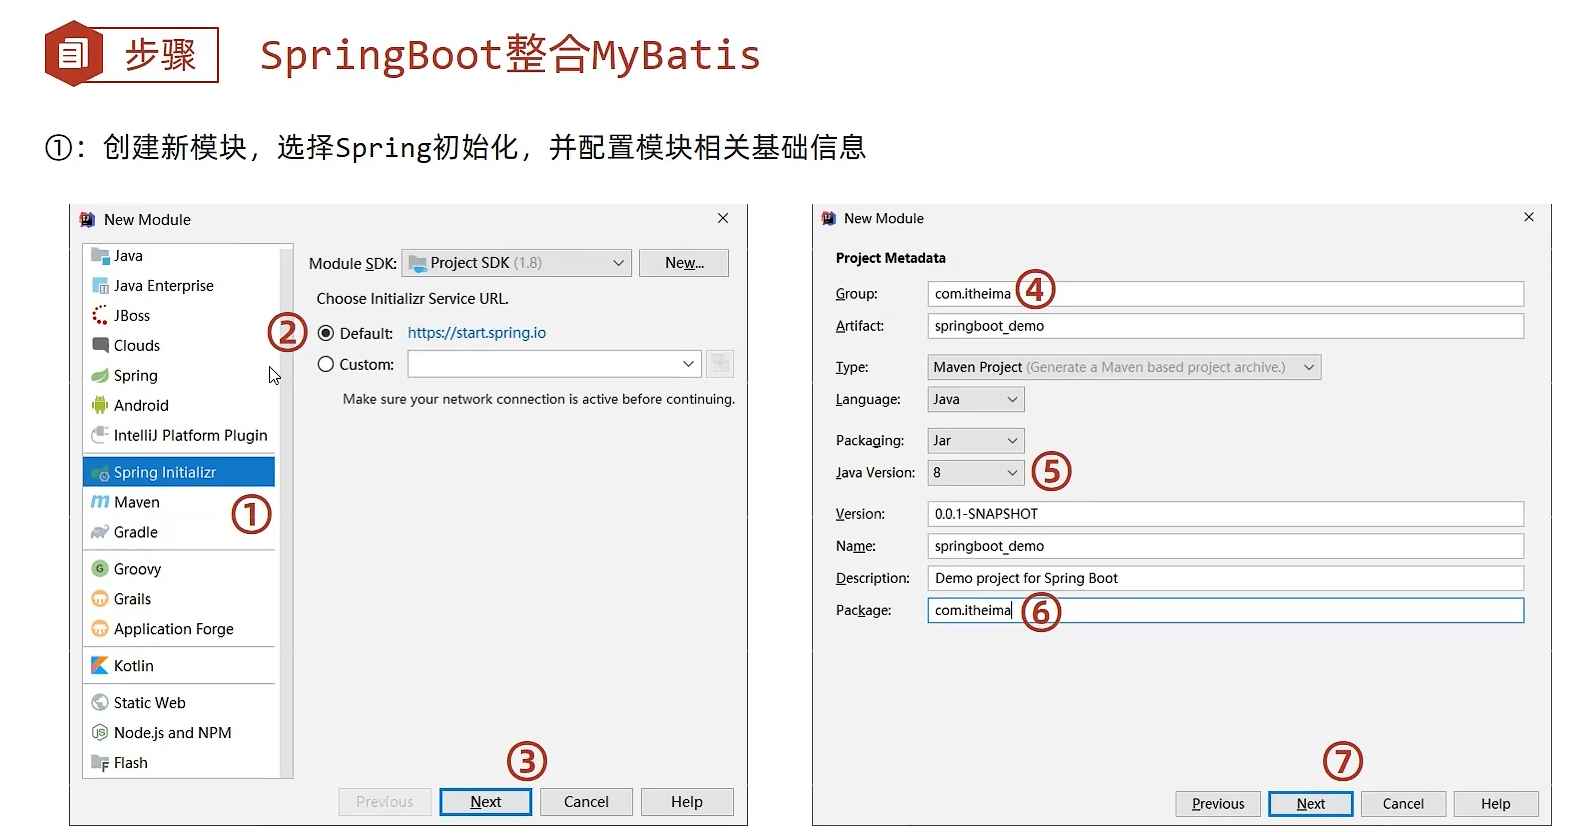 步骤
SpringBoot整合MyBatis
①：创建新模块，选择Spring初始化，并配置模块相关基础信息
New Module
Java
Java Enterprise
JBoss
Clouds
Spring
Android
IntelliJ Platform Plugin
Spring Initializr
①
Maven
Gradle
Groovy
Grails
Application Forge
Kotlin
Static Web
Node.js and NPM
Flash
Module SDK: Project SDK (1.8) New...
Choose Initializr Service URL.
② Default: https://start.spring.io
Custom:
Make sure your network connection is active before continuing.
③
Previous Next Cancel Help
New Module
Project Metadata
Group: com.itheima ④
Artifact: springboot_demo
Type: Maven Project (Generate a Maven based project archive.)
Language: Java
Packaging: Jar
Java Version: 8 ⑤
Version: 0.0.1-SNAPSHOT
Name: springboot_demo
Description: Demo project for Spring Boot
Package: com.itheima ⑥
⑦
Previous Next Cancel Help